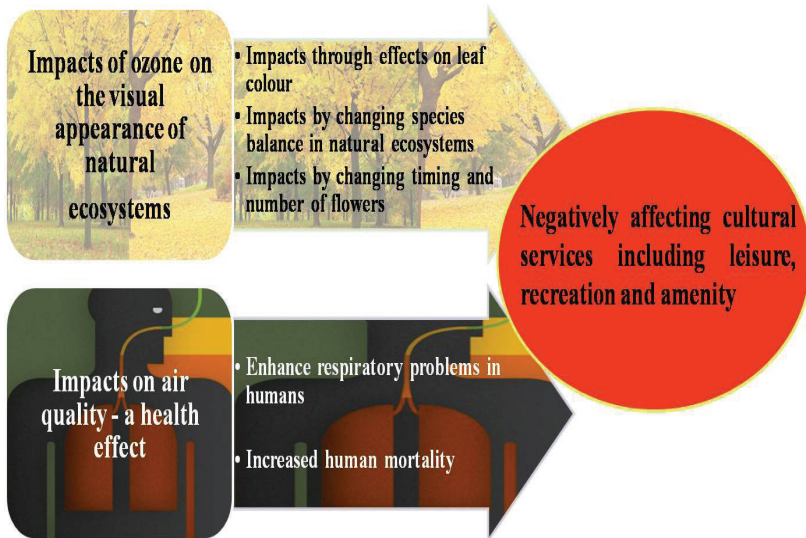 Impacts of ozone on
the visual
appearance of
natural
ecosystems
• Impacts through effects on leaf
colour
• Impacts by changing species
balance in natural ecosystems
• Impacts by changing timing and
number of flowers
Negatively affecting cultural
services including leisure,
recreation and amenity
Impacts on air
quality - a health
effect
• Enhance respiratory problems in
humans
• Increased human mortality